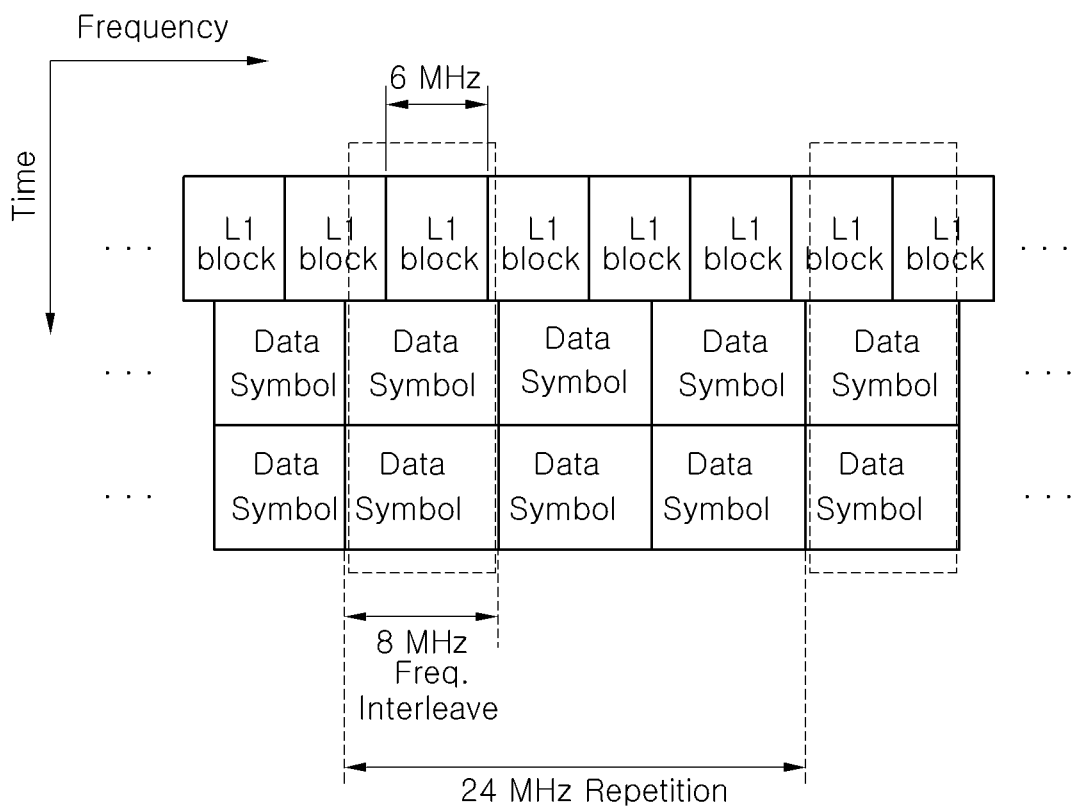 Frequency
6 MHz
Time
L1 L1 L1 L1 L1 L1 L1 L1
. . . block block block block block block block block . . .
Data Data Data Data Data
. . . Symbol Symbol Symbol Symbol Symbol . . .
Data Data Data Data Data
. . . Symbol Symbol Symbol Symbol Symbol . . .
8 MHz
Freq.
Interleave
24 MHz Repetition